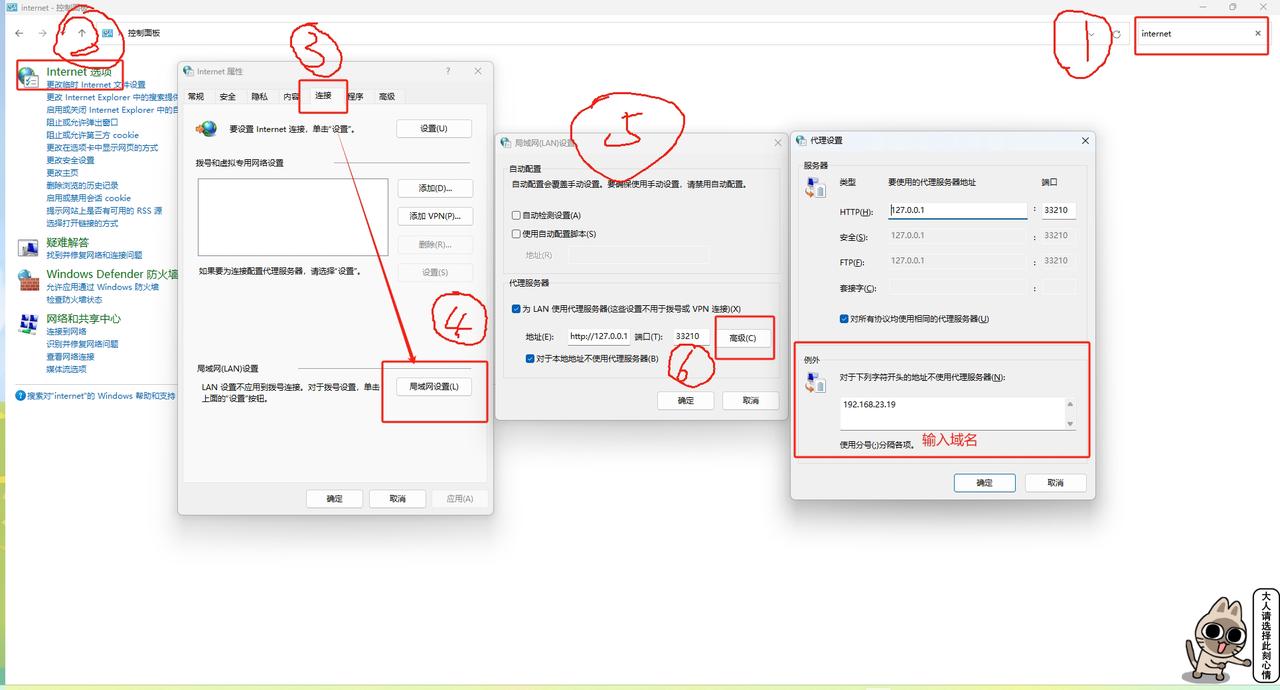 internet - 控制面板
控制面板
internet
1
2
Internet 选项
更改临时 Internet 文件设置
更改 Internet Explorer 中的搜索提供
启用或关闭 Internet Explorer 中的自
阻止或允许弹出窗口
阻止或允许第三方 cookie
更改在选项卡中显示网页的方式
更改安全设置
更改主页
删除浏览的历史记录
启用或禁用会话 cookie
提示网站上是否有可用的 RSS 源
选择打开链接的方式
疑难解答
找到并修复网络和连接问题
Windows Defender 防火墙
允许应用通过 Windows 防火墙
检查防火墙状态
网络和共享中心
连接到网络
识别并修复网络问题
查看网络连接
媒体流选项
搜索对"internet"的 Windows 帮助和支持
3
Internet 属性
常规 安全 隐私 内容 连接 程序 高级
要设置 Internet 连接，单击"设置"。
设置(U)
拨号和虚拟专用网络设置
添加(D)...
添加 VPN(P)...
删除(R)...
如果要为连接配置代理服务器，请选择"设置"。
设置(S)
4
局域网(LAN)设置
LAN 设置不应用到拨号连接。对于拨号设置，单击
上面的"设置"按钮。
局域网设置(L)
确定 取消 应用(A)
5
局域网(LAN)设置
自动配置
自动配置会覆盖手动设置。要确保使用手动设置，请禁用自动配置。
自动检测设置(A)
使用自动配置脚本(S)
地址(R)
代理服务器
为 LAN 使用代理服务器(这些设置不用于拨号或 VPN 连接)(X)
地址(E): http://127.0.0.1 端口(T): 33210 高级(C)
对于本地地址不使用代理服务器(B)
6
确定 取消
代理设置
服务器
类型 要使用的代理服务器地址 端口
HTTP(H): 127.0.0.1 : 33210
安全(S): 127.0.0.1 : 33210
FTP(F): 127.0.0.1 : 33210
套接字(C): :
对所有协议均使用相同的代理服务器(U)
例外
对于下列字符开头的地址不使用代理服务器(N):
192.168.23.19
使用分号(;)分隔各项。 输入域名
确定 取消
大人请选择此刻心情